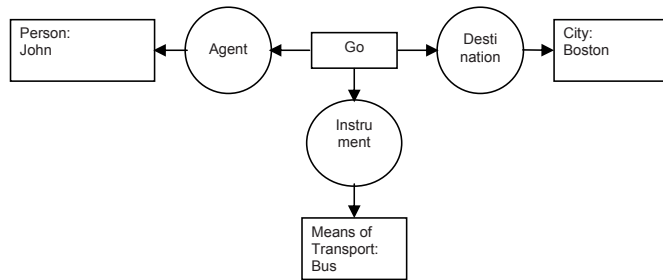 Person:
John
Agent
Go
Desti
nation
City:
Boston
Instru
ment
Means of
Transport:
Bus